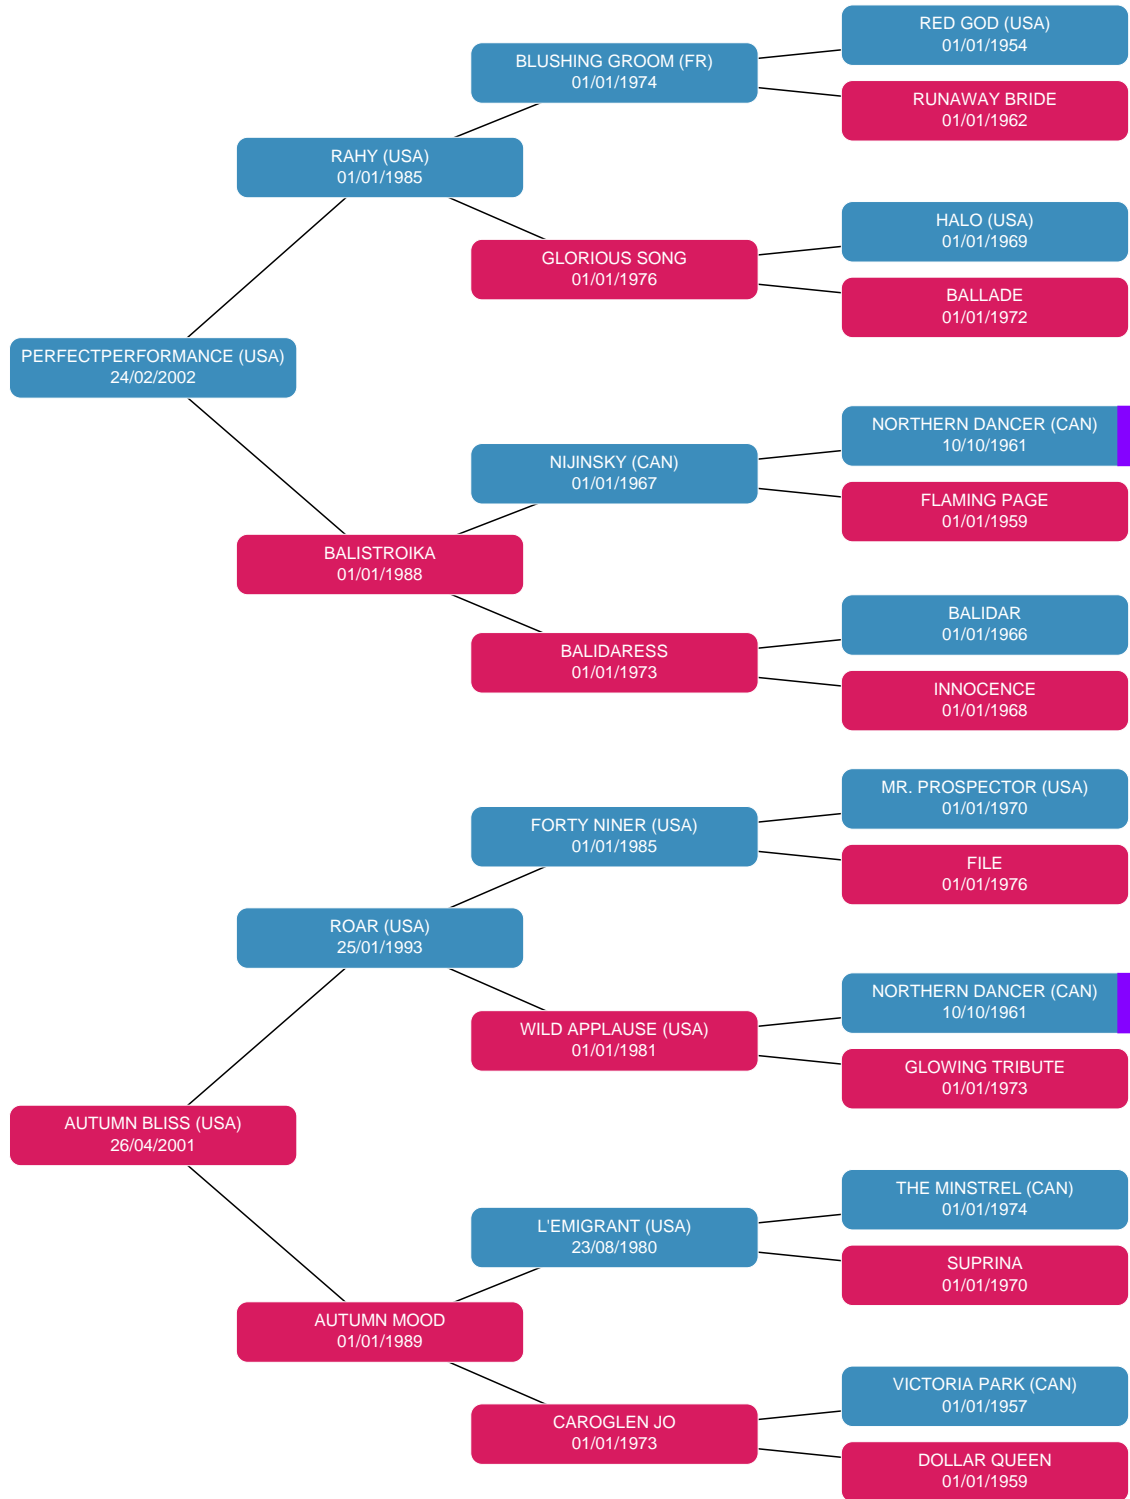 RED GOD (USA)
01/01/1954
BLUSHING GROOM (FR)
01/01/1974
RUNAWAY BRIDE
01/01/1962
RAHY (USA)
01/01/1985
HALO (USA)
01/01/1969
GLORIOUS SONG
01/01/1976
BALLADE
01/01/1972
PERFECTPERFORMANCE (USA)
24/02/2002
NORTHERN DANCER (CAN)
10/10/1961
NIJINSKY (CAN)
01/01/1967
FLAMING PAGE
01/01/1959
BALISTROIKA
01/01/1988
BALIDAR
01/01/1966
BALIDARESS
01/01/1973
INNOCENCE
01/01/1968
MR. PROSPECTOR (USA)
01/01/1970
FORTY NINER (USA)
01/01/1985
FILE
01/01/1976
ROAR (USA)
25/01/1993
NORTHERN DANCER (CAN)
10/10/1961
WILD APPLAUSE (USA)
01/01/1981
GLOWING TRIBUTE
01/01/1973
AUTUMN BLISS (USA)
26/04/2001
THE MINSTREL (CAN)
01/01/1974
L'EMIGRANT (USA)
23/08/1980
SUPRINA
01/01/1970
AUTUMN MOOD
01/01/1989
VICTORIA PARK (CAN)
01/01/1957
CAROGLEN JO
01/01/1973
DOLLAR QUEEN
01/01/1959